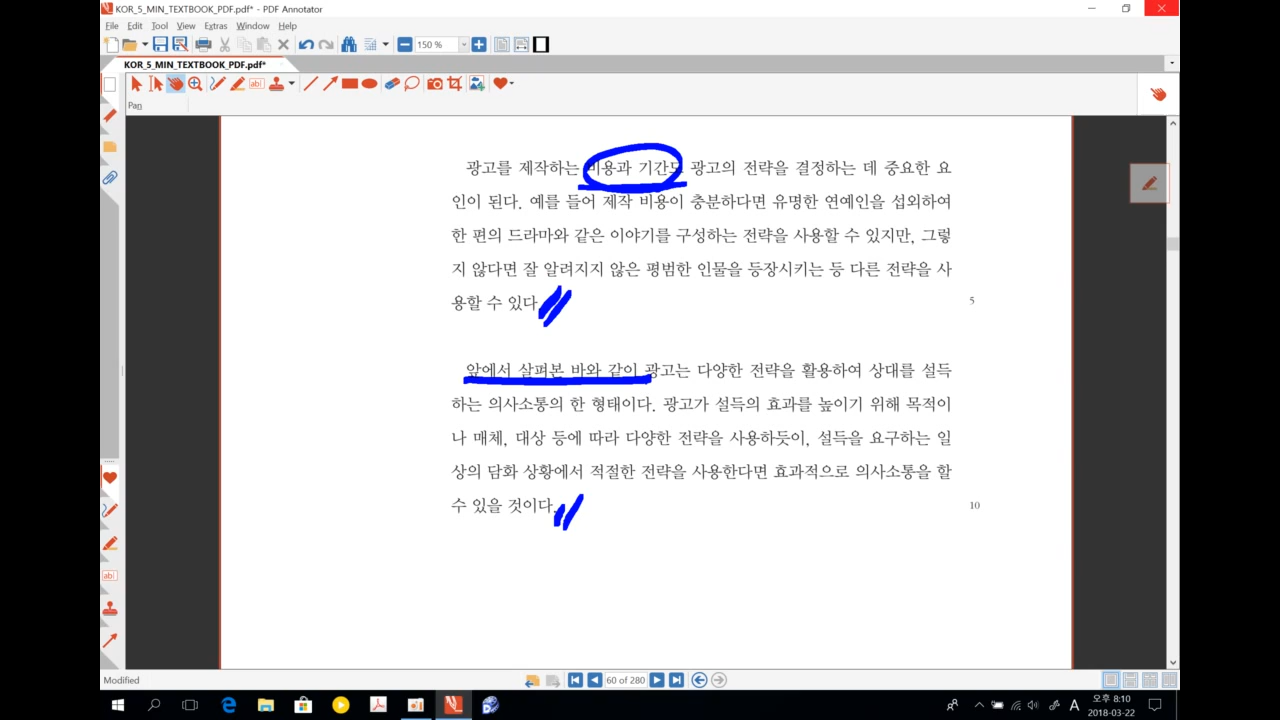 KOR_5_MIN_TEXTBOOK_PDF.pdf* - PDF Annotator
File Edit Tool View Extras Window Help
150 %
KOR_5_MIN_TEXTBOOK_PDF.pdf*
Pan
광고를 제작하는 비용과 기간도 광고의 전략을 결정하는 데 중요한 요
인이 된다. 예를 들어 제작 비용이 충분하다면 유명한 연예인을 섭외하여
한 편의 드라마와 같은 이야기를 구성하는 전략을 사용할 수 있지만, 그렇
지 않다면 잘 알려지지 않은 평범한 인물을 등장시키는 등 다른 전략을 사
용할 수 있다
5
앞에서 살펴본 바와 같이 광고는 다양한 전략을 활용하여 상대를 설득
하는 의사소통의 한 형태이다. 광고가 설득의 효과를 높이기 위해 목적이
나 매체, 대상 등에 따라 다양한 전략을 사용하듯이, 설득을 요구하는 일
상의 담화 상황에서 적절한 전략을 사용한다면 효과적으로 의사소통을 할
수 있을 것이다.
10
Modified
60 of 280
A
오후 8:10
2018-03-22